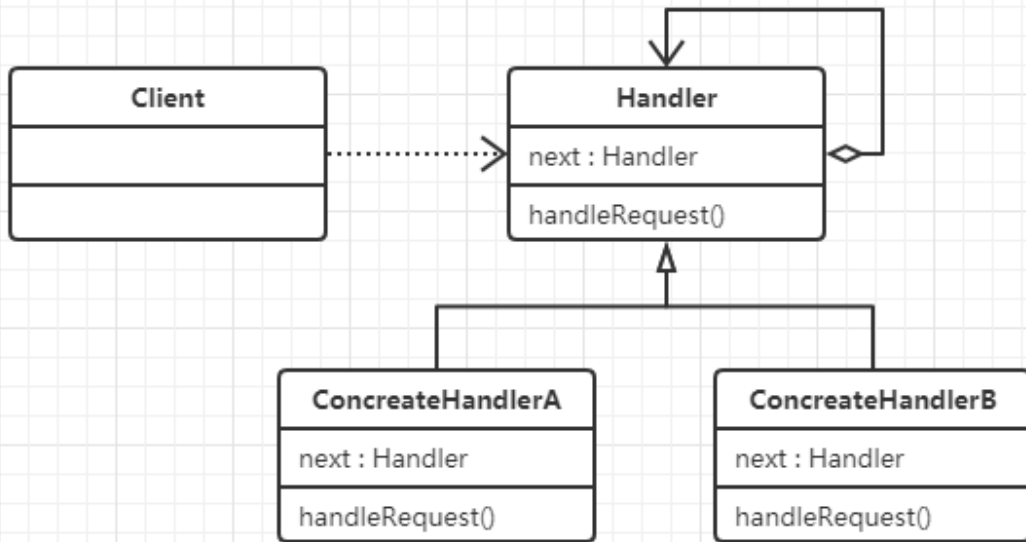 Client
Handler
next : Handler
handleRequest()
ConcreateHandlerA
next : Handler
handleRequest()
ConcreateHandlerB
next : Handler
handleRequest()